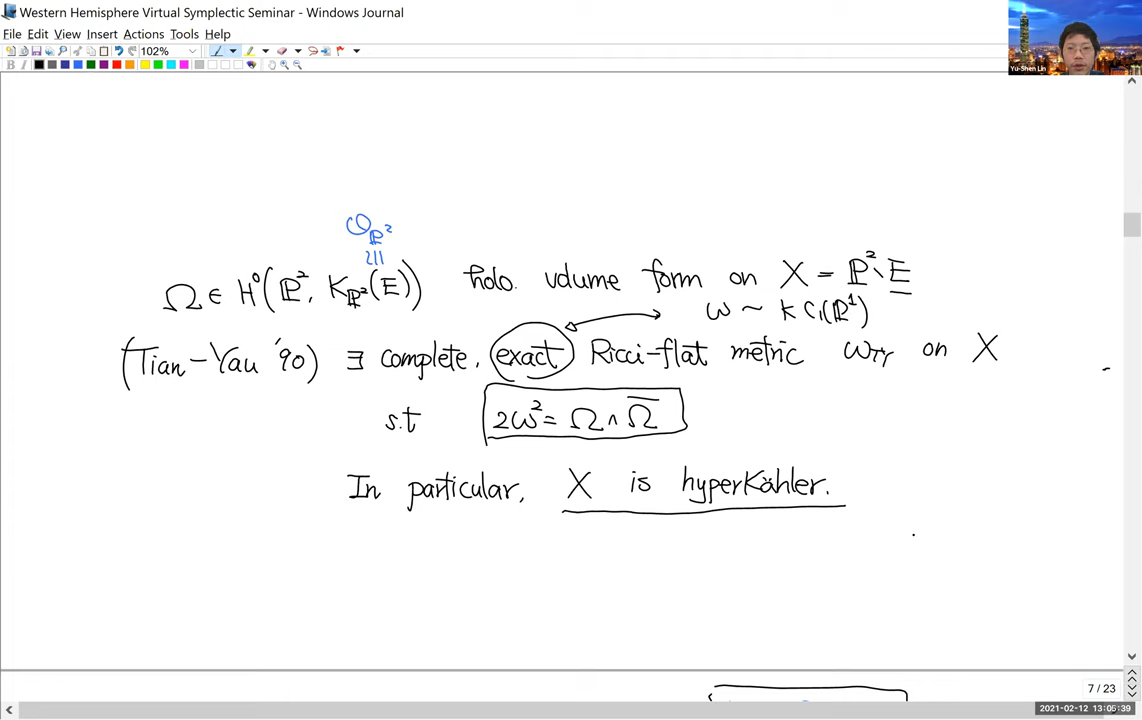 Western Hemisphere Virtual Symplectic Seminar - Windows Journal
File Edit View Insert Actions Tools Help
102%
B I
Yu-Shen Lin
𝒪_ℙ²
≅
Ω ∈ H⁰(ℙ², K_ℙ²(E)) holo. volume form on X = ℙ²∖E
ω ~ k c₁(ℙ¹)
(Tian-Yau '90) ∃ complete, exact Ricci-flat metric ω_TY on X
s.t 2ω² = Ω ∧ Ω̅
In particular, X is hyperKähler.
7 / 23
2021-02-12 13:05:39